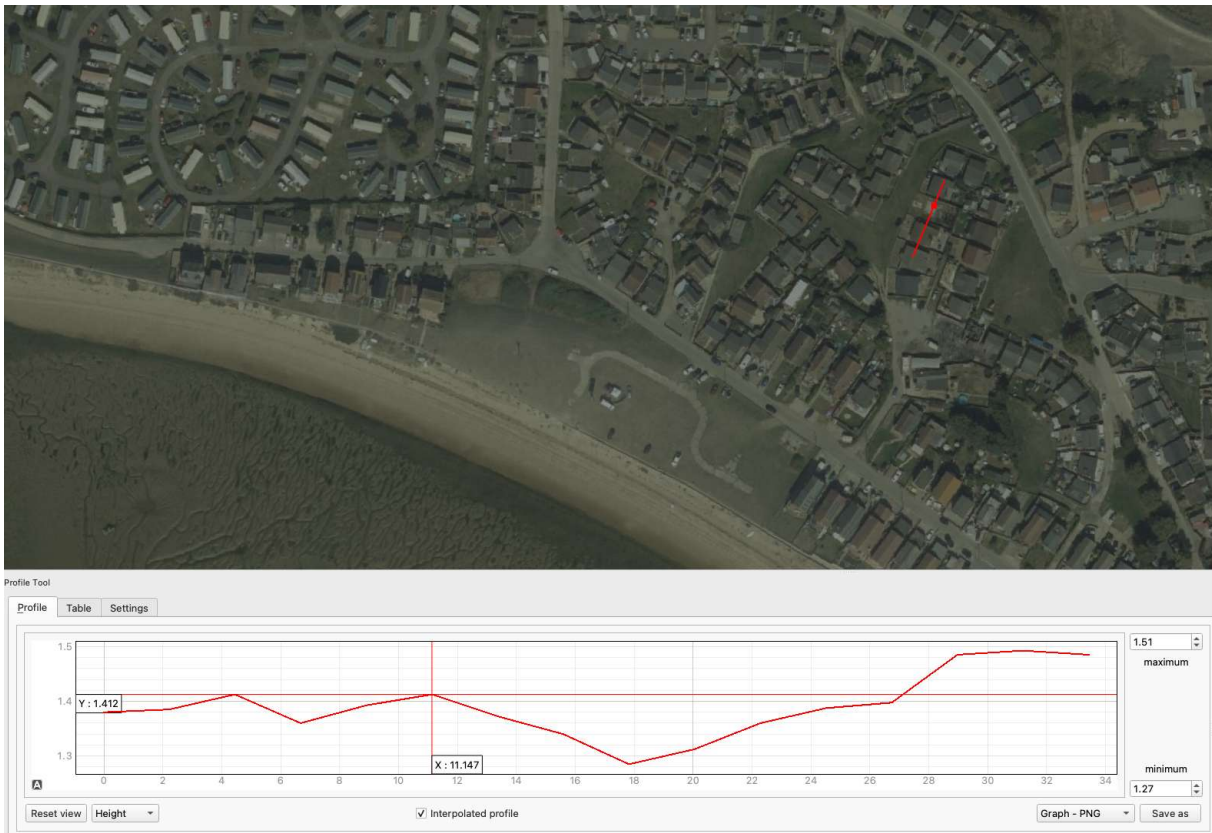 Profile Tool
Profile Table Settings
1.5
1.4
1.3
Y : 1.412
X : 11.147
0 2 4 6 8 10 12 14 16 18 20 22 24 26 28 30 32 34
A
1.51
maximum
minimum
1.27
Reset view Height Interpolated profile Graph - PNG Save as